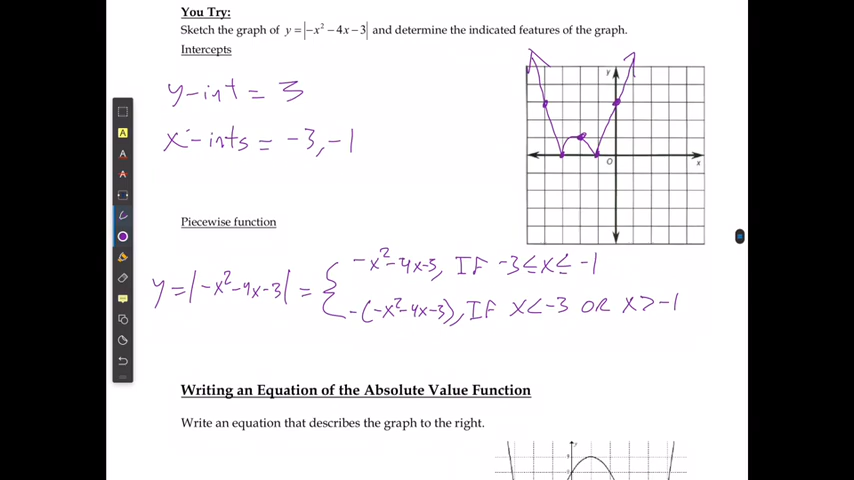 You Try:
Sketch the graph of y = |−x² − 4x − 3| and determine the indicated features of the graph.
Intercepts
y-int = 3
x-ints = -3, -1
y
x
O
Piecewise function
y = |-x²-4x-3| = { -x²-4x-3, IF -3 ≤ x ≤ -1
-(-x²-4x-3), IF x < -3 OR x > -1
Writing an Equation of the Absolute Value Function
Write an equation that describes the graph to the right.